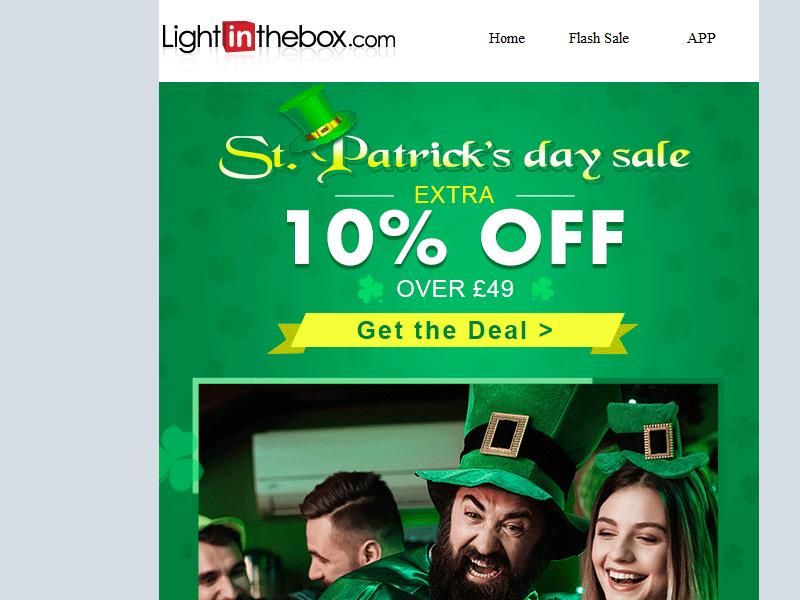 Lightinthebox.com
Home Flash Sale APP
St. Patrick's day sale
EXTRA
10% OFF
OVER £49
Get the Deal >